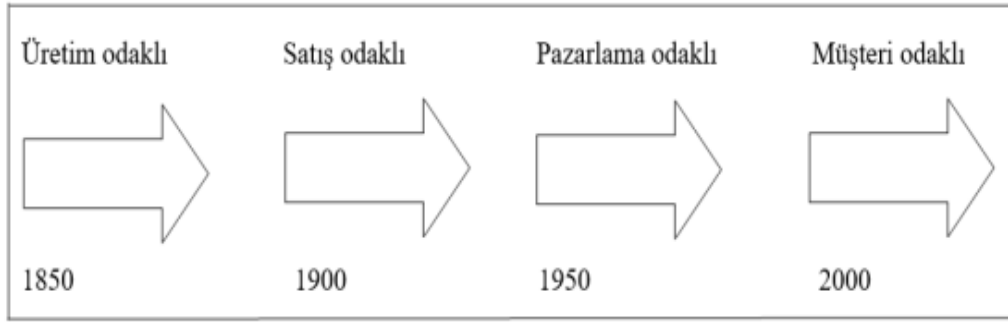 Üretim odaklı Satış odaklı Pazarlama odaklı Müşteri odaklı
1850 1900 1950 2000